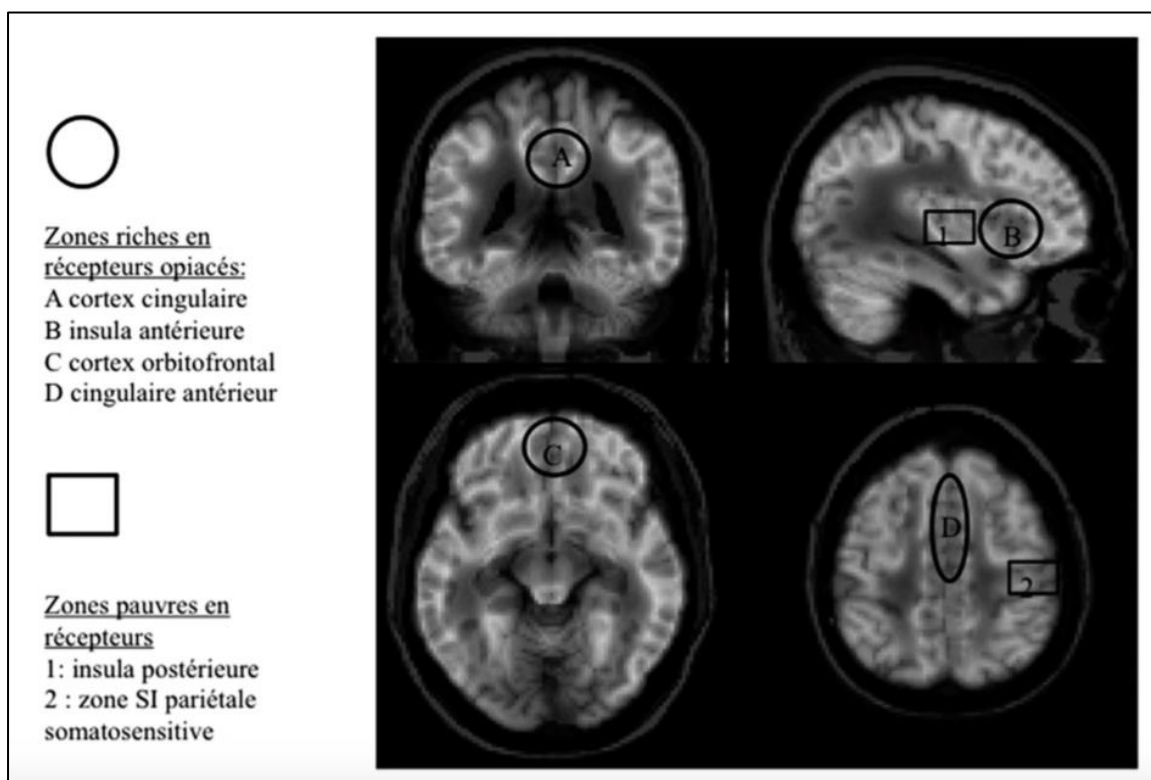 Zones riches en
récepteurs opiacés:
A cortex cingulaire
B insula antérieure
C cortex orbitofrontal
D cingulaire antérieur
Zones pauvres en
récepteurs
1: insula postérieure
2 : zone SI pariétale
somatosensitive
A
1
B
C
D
2